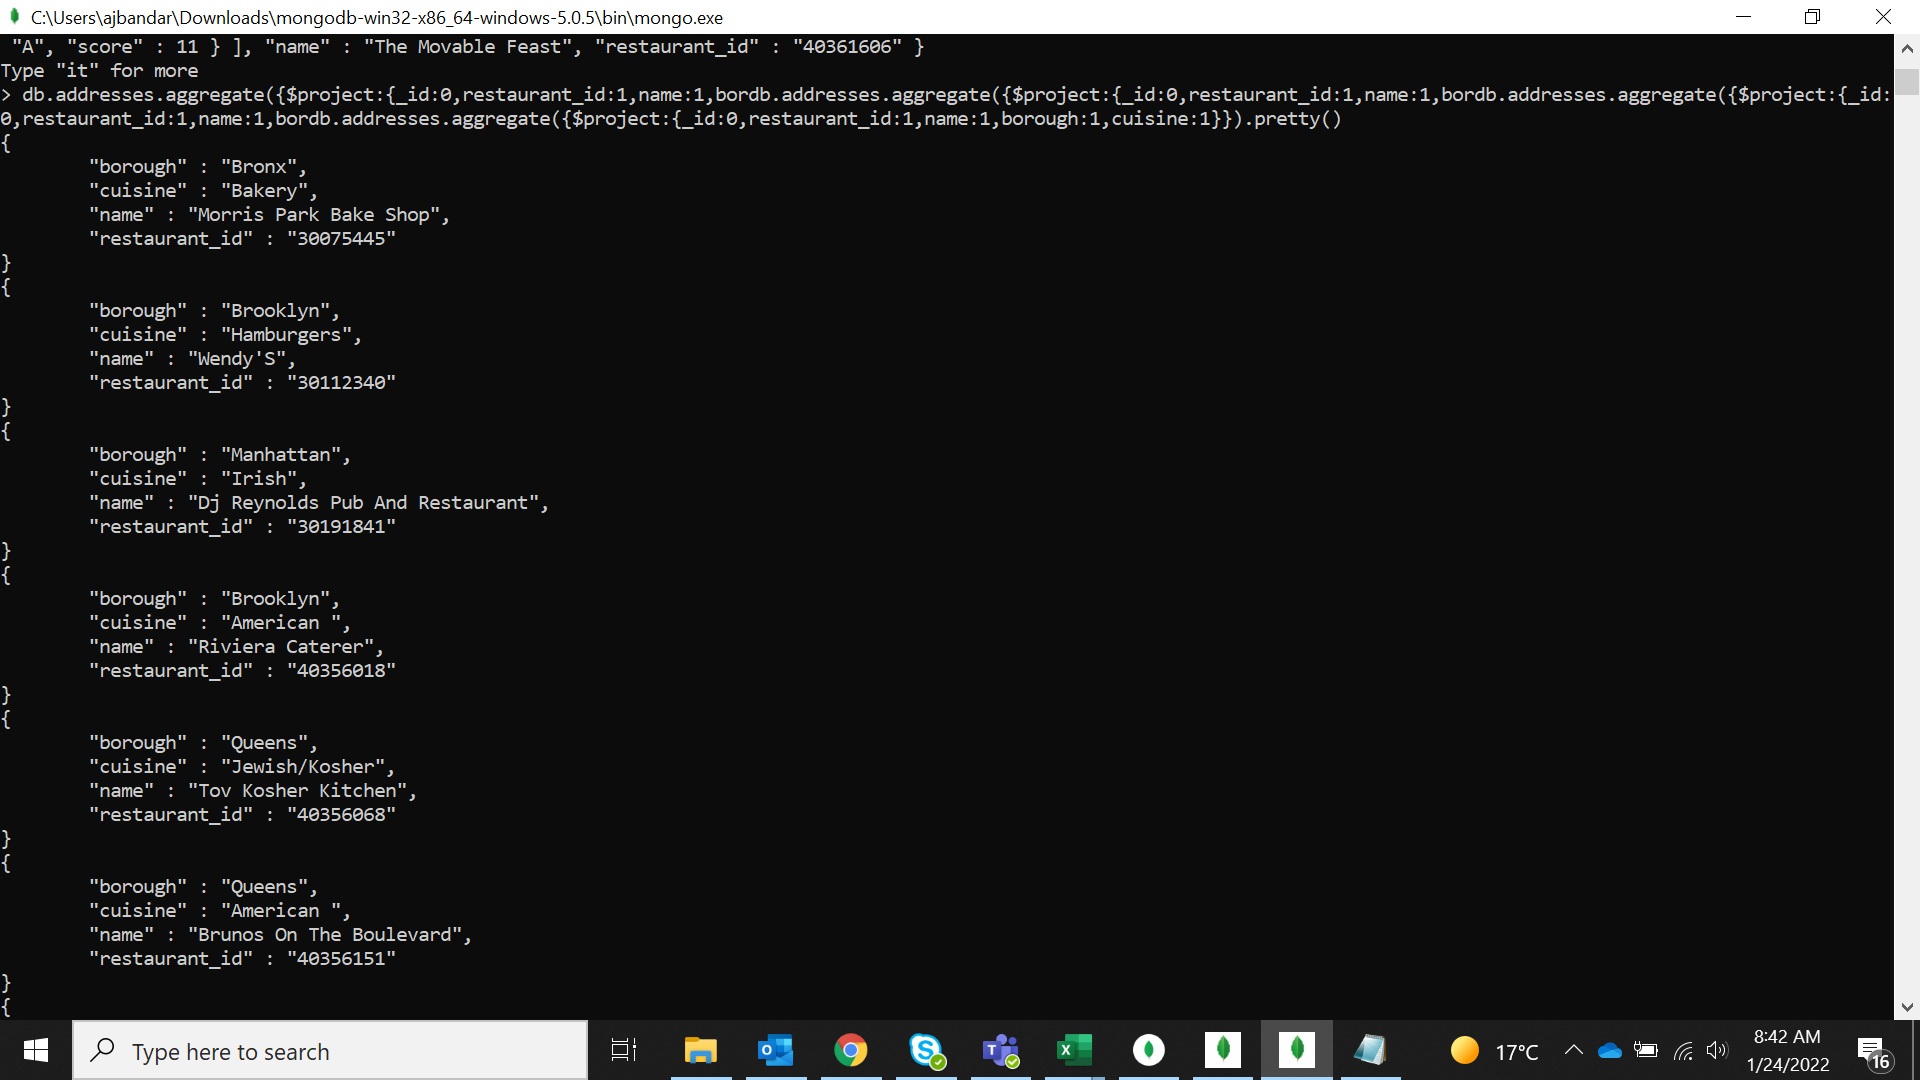 C:\Users\ajbandar\Downloads\mongodb-win32-x86_64-windows-5.0.5\bin\mongo.exe
"A", "score" : 11 } ], "name" : "The Movable Feast", "restaurant_id" : "40361606" }
Type "it" for more
> db.addresses.aggregate({$project:{_id:0,restaurant_id:1,name:1,bordb.addresses.aggregate({$project:{_id:0,restaurant_id:1,name:1,bordb.addresses.aggregate({$project:{_id:
0,restaurant_id:1,name:1,bordb.addresses.aggregate({$project:{_id:0,restaurant_id:1,name:1,borough:1,cuisine:1}}).pretty()
{
"borough" : "Bronx",
"cuisine" : "Bakery",
"name" : "Morris Park Bake Shop",
"restaurant_id" : "30075445"
}
{
"borough" : "Brooklyn",
"cuisine" : "Hamburgers",
"name" : "Wendy'S",
"restaurant_id" : "30112340"
}
{
"borough" : "Manhattan",
"cuisine" : "Irish",
"name" : "Dj Reynolds Pub And Restaurant",
"restaurant_id" : "30191841"
}
{
"borough" : "Brooklyn",
"cuisine" : "American ",
"name" : "Riviera Caterer",
"restaurant_id" : "40356018"
}
{
"borough" : "Queens",
"cuisine" : "Jewish/Kosher",
"name" : "Tov Kosher Kitchen",
"restaurant_id" : "40356068"
}
{
"borough" : "Queens",
"cuisine" : "American ",
"name" : "Brunos On The Boulevard",
"restaurant_id" : "40356151"
}
{
Type here to search
17°C
8:42 AM
1/24/2022
16